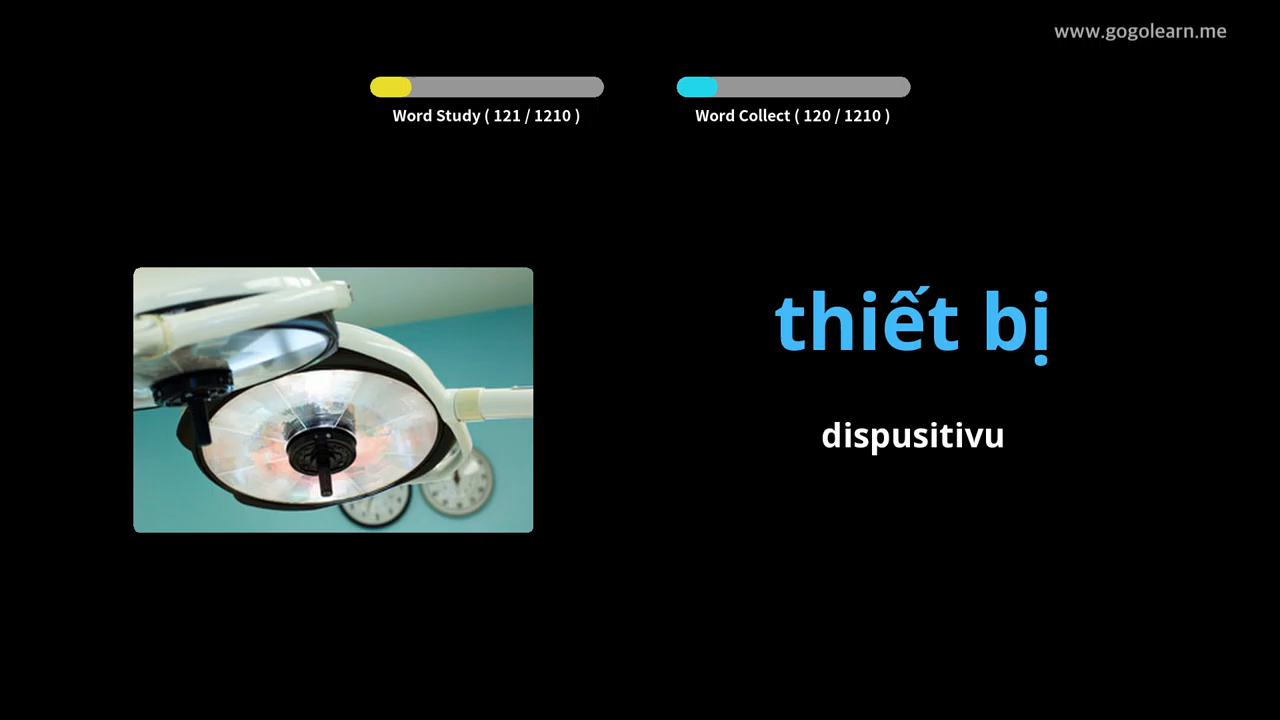 www.gogolearn.me
Word Study ( 121 / 1210 )
Word Collect ( 120 / 1210 )
thiết bị
dispusitivu